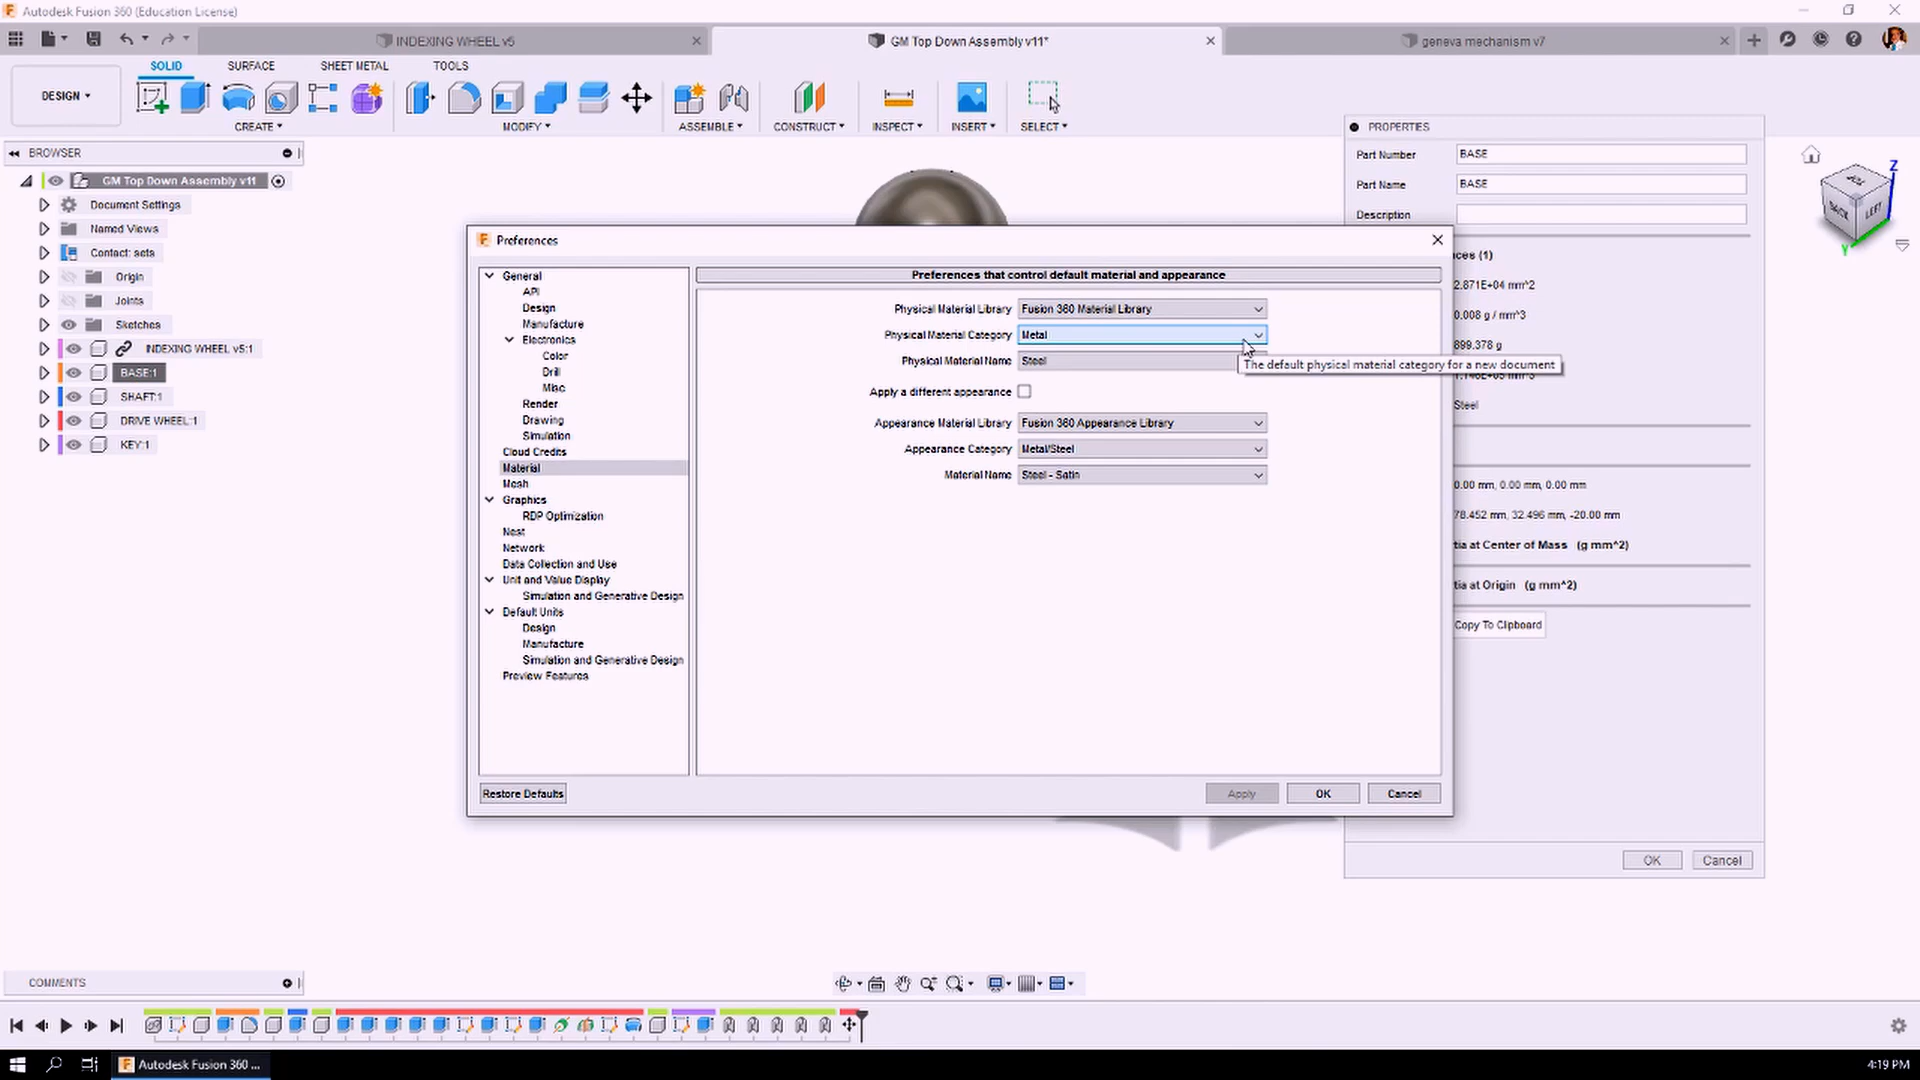 Autodesk Fusion 360 (Education License)
INDEXING WHEEL v5
GM Top Down Assembly v11*
geneva mechanism v7
SOLID
SURFACE
SHEET METAL
TOOLS
DESIGN
CREATE
MODIFY
ASSEMBLE
CONSTRUCT
INSPECT
INSERT
SELECT
BROWSER
GM Top Down Assembly v11
Document Settings
Named Views
Contact: sets
Origin
Joints
Sketches
INDEXING WHEEL v5:1
BASE:1
SHAFT:1
DRIVE WHEEL:1
KEY:1
PROPERTIES
Part Number BASE
Part Name BASE
Description
nces (1)
2.871E+04 mm^2
0.008 g / mm^3
899.378 g
Steel
0.00 mm, 0.00 mm, 0.00 mm
78.452 mm, 32.496 mm, -20.00 mm
tia at Center of Mass (g mm^2)
tia at Origin (g mm^2)
Copy To Clipboard
OK
Cancel
TOP
BACK
LEFT
Z
Y
Preferences
General
API
Design
Manufacture
Electronics
Color
Drill
Misc
Render
Drawing
Simulation
Cloud Credits
Material
Mesh
Graphics
RDP Optimization
Nest
Network
Data Collection and Use
Unit and Value Display
Simulation and Generative Design
Default Units
Design
Manufacture
Simulation and Generative Design
Preview Features
Preferences that control default material and appearance
Physical Material Library Fusion 360 Material Library
Physical Material Category Metal
Physical Material Name Steel
The default physical material category for a new document
Apply a different appearance
Appearance Material Library Fusion 360 Appearance Library
Appearance Category Metal/Steel
Material Name Steel - Satin
Restore Defaults
Apply
OK
Cancel
COMMENTS
Autodesk Fusion 360 ...
4:19 PM